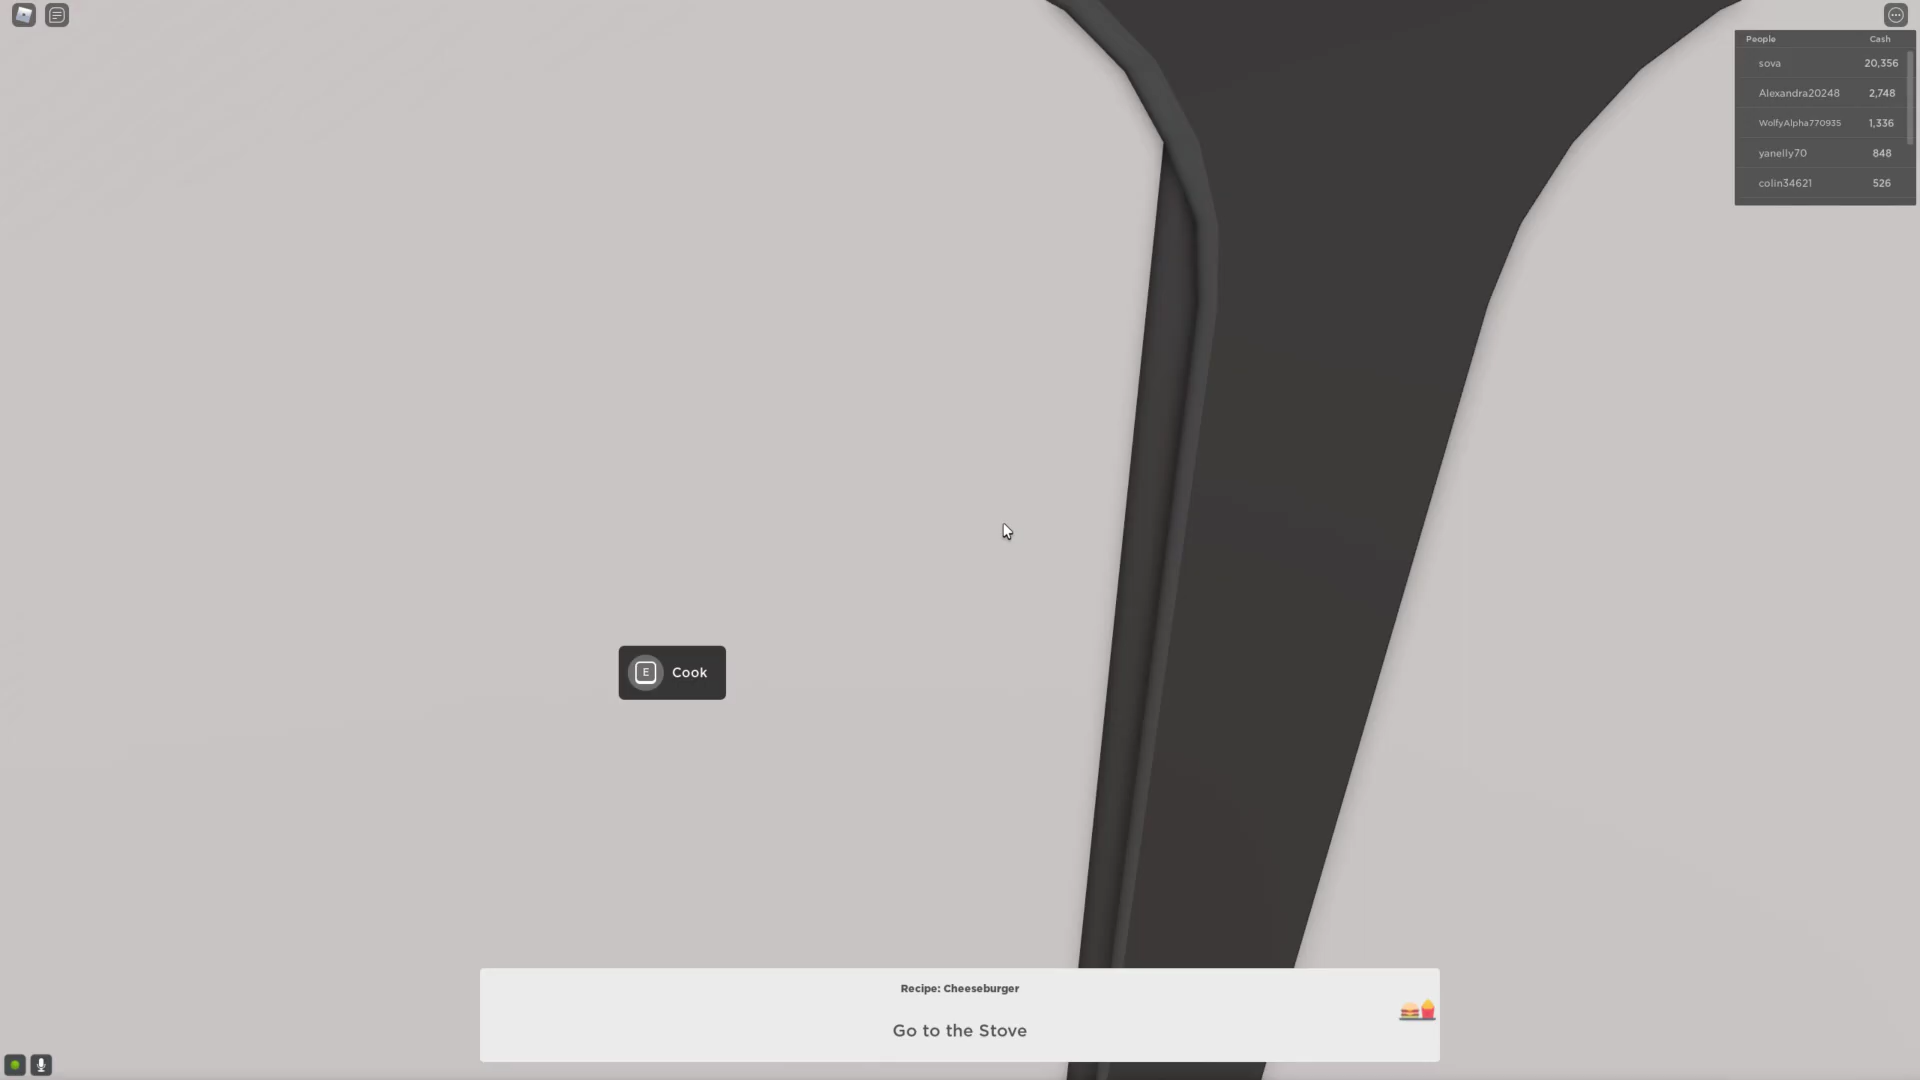 People Cash
sova 20,356
Alexandra20248 2,748
WolfyAlpha770935 1,336
yanelly70 848
colin34621 526
E Cook
Recipe: Cheeseburger
Go to the Stove